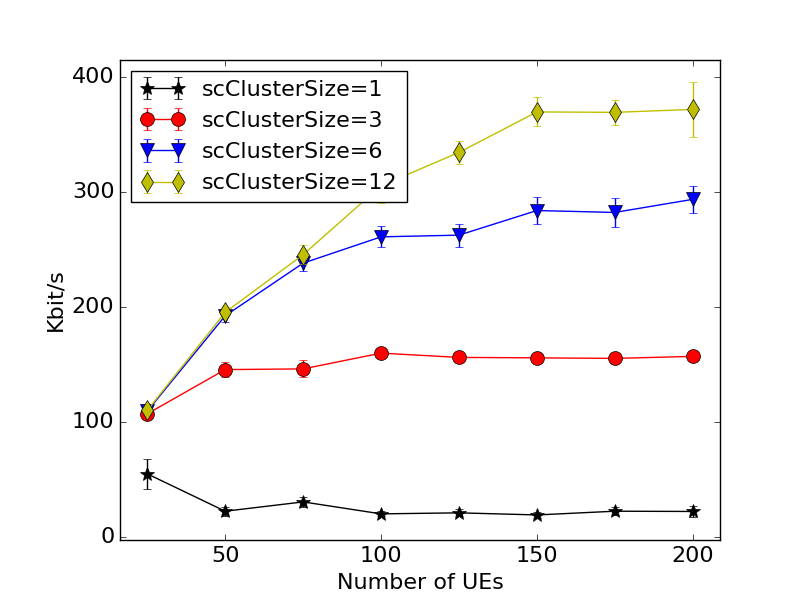 400
300
200
100
0
50
100
150
200
Kbit/s
Number of UEs
scClusterSize=1
scClusterSize=3
scClusterSize=6
scClusterSize=12